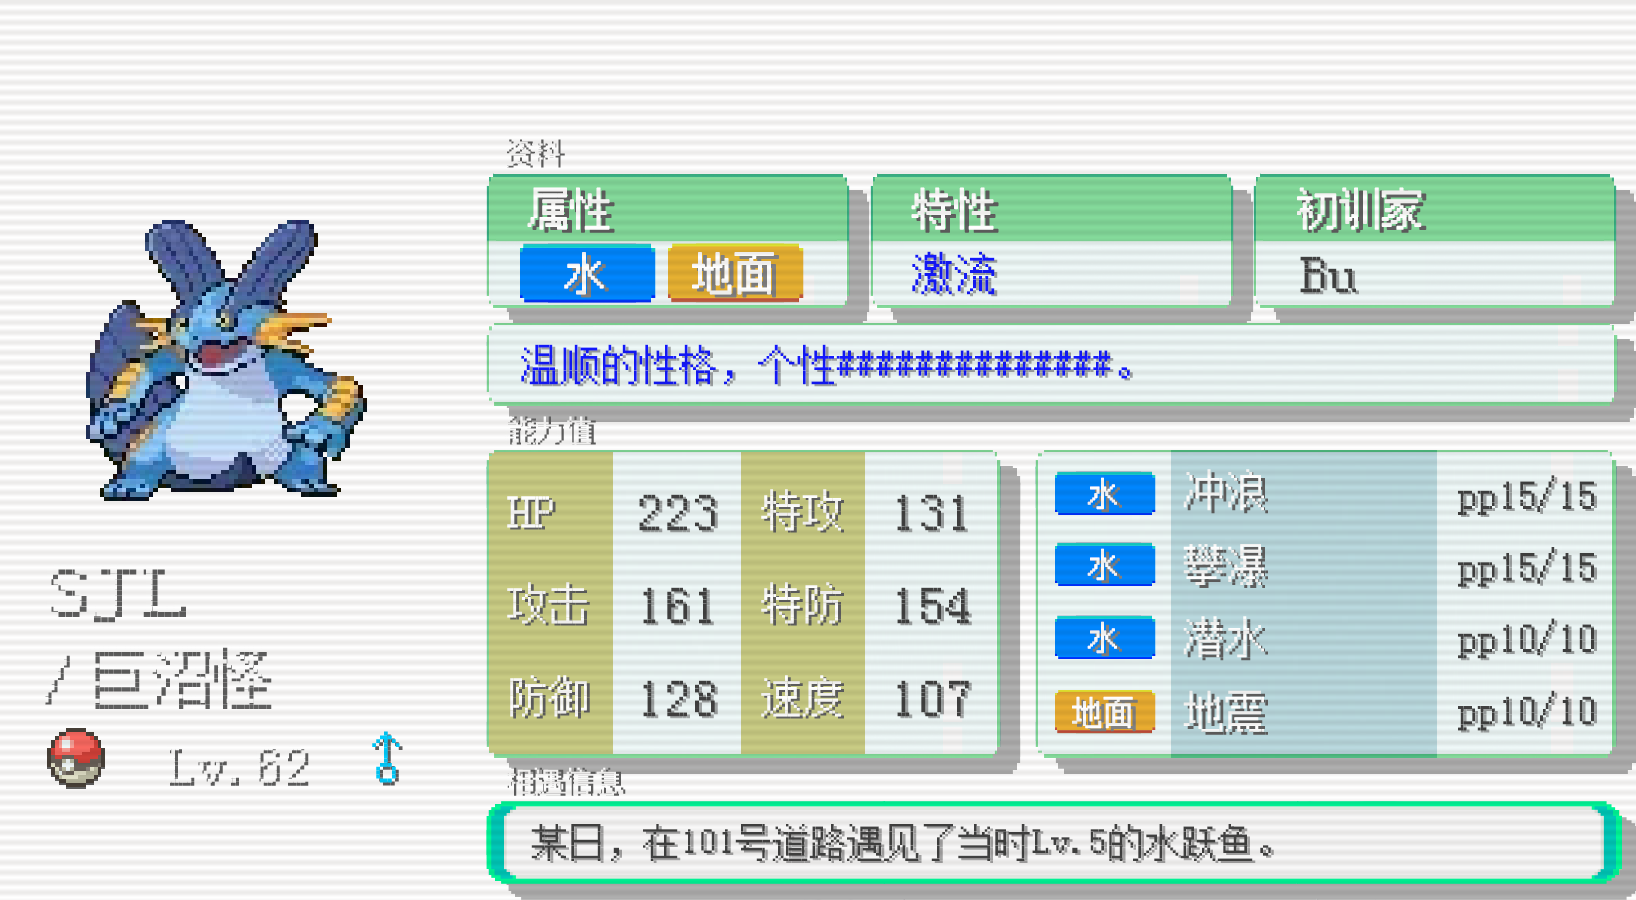 资料
属性
特性
初训家
水 地面
激流
Bu
温顺的性格，个性##############。
能力值
HP 223 特攻 131
攻击 161 特防 154
防御 128 速度 107
水 冲浪 pp15/15
水 攀瀑 pp15/15
水 潜水 pp10/10
地面 地震 pp10/10
SJL
/巨沼怪
Lv.62 ♂
相遇信息
某日，在101号道路遇见了当时Lv.5的水跃鱼。